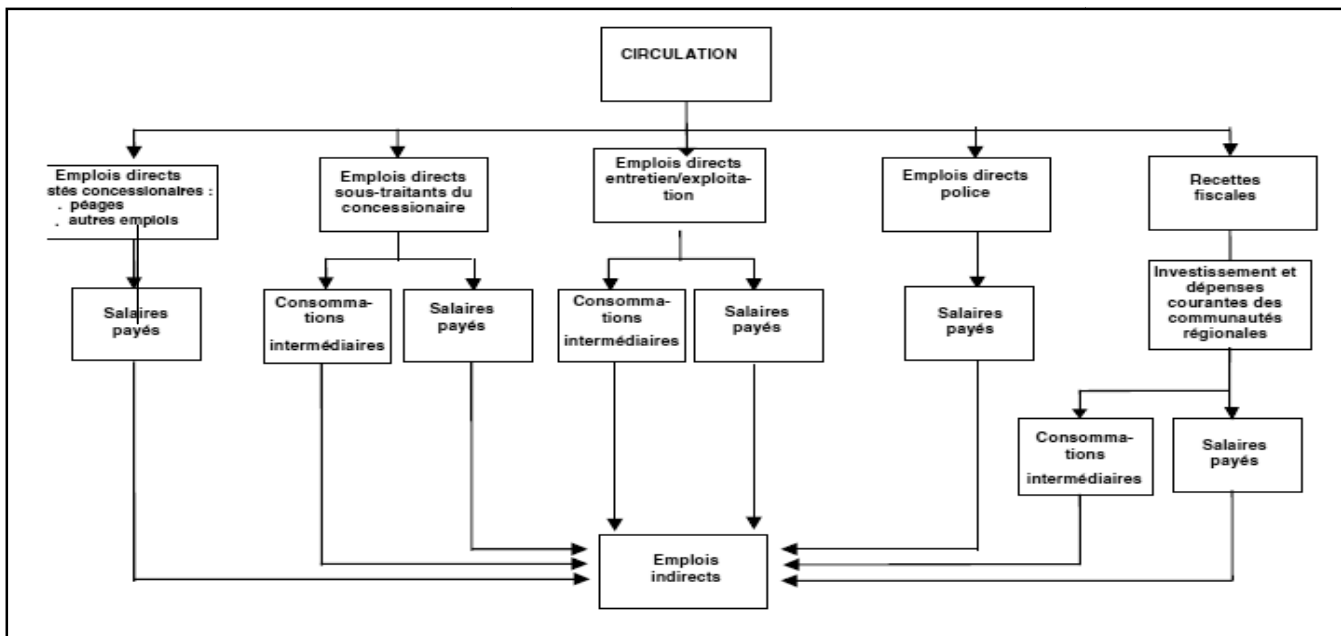 CIRCULATION
Emplois directs
stés concessionaires :
. péages
. autres emplois
Emplois directs
sous-traitants du
concessionaire
Emplois directs
entretien/exploita-
tion
Emplois directs
police
Recettes
fiscales
Salaires
payés
Consomma-
tions
intermédiaires
Salaires
payés
Consomma-
tions
intermédiaires
Salaires
payés
Salaires
payés
Investissement et
dépenses
courantes des
communautés
régionales
Consomma-
tions
intermédiaires
Salaires
payés
Emplois
indirects